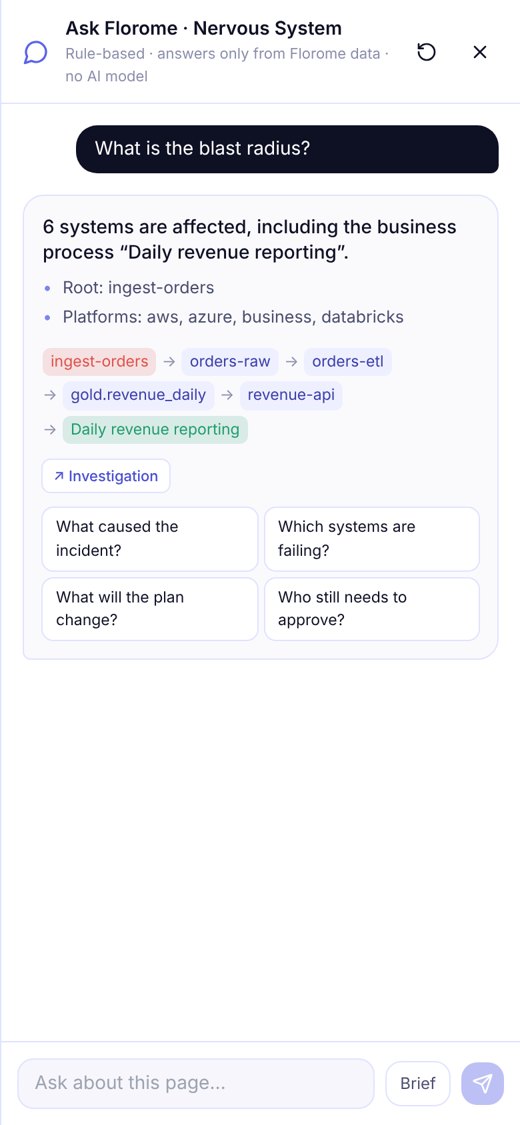 Ask Florome · Nervous System
Rule-based · answers only from Florome data ·
no AI model
What is the blast radius?
6 systems are affected, including the business
process “Daily revenue reporting”.
• Root: ingest-orders
• Platforms: aws, azure, business, databricks
ingest-orders → orders-raw → orders-etl
→ gold.revenue_daily → revenue-api
→ Daily revenue reporting
↗ Investigation
What caused the
incident?
Which systems are
failing?
What will the plan
change?
Who still needs to
approve?
Ask about this page...
Brief